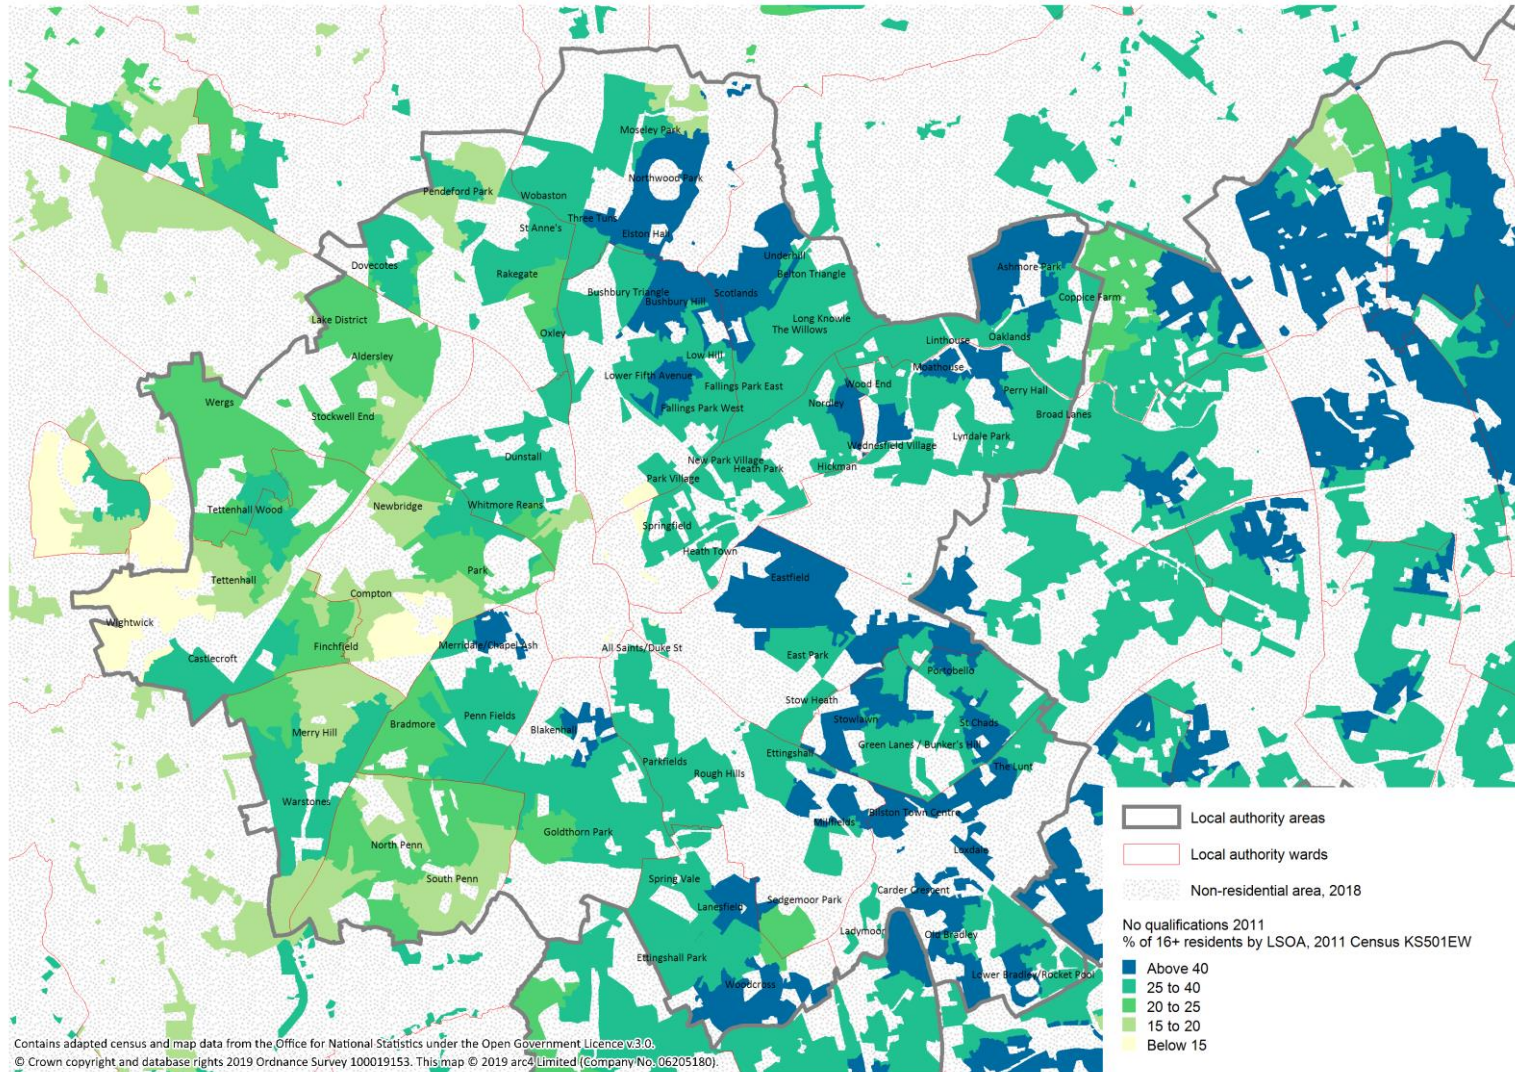 Moseley Park
Northwood Park
Pendeford Park
Wobaston
Three Tuns
St Anne's
Elston Hall
Underhill
Dovecotes
Rakegate
Belton Triangle
Ashmore Park
Bushbury Triangle
Bushbury Hill
Scotlands
Coppice Farm
Lake District
Long Knowle
The Willows
Oxley
Linthouse
Oaklands
Aldersley
Low Hill
Moathouse
Lower Fifth Avenue
Fallings Park East
Wood End
Perry Hall
Wergs
Stockwell End
Fallings Park West
Nordley
Broad Lanes
Wednesfield Village
Lyndale Park
Dunstall
New Park Village
Heath Park
Hickman
Park Village
Tettenhall Wood
Newbridge
Whitmore Reans
Springfield
Heath Town
Park
Eastfield
Tettenhall
Compton
Wightwick
Castlecroft
Finchfield
Merridale/Chapel Ash
All Saints/Duke St
East Park
Portobello
Stow Heath
Merry Hill
Bradmore
Penn Fields
Blakenhall
Stowlawn
St Chads
Green Lanes / Bunker's Hill
Ettingshall
Parkfields
Rough Hills
The Lunt
Warstones
Bilston Town Centre
Millfields
Goldthorn Park
North Penn
Loxdale
South Penn
Spring Vale
Carder Crescent
Lanesfield
Sedgemoor Park
Ladymoor
Old Bradley
Ettingshall Park
Woodcross
Lower Bradley/Rocket Pool
Local authority areas
Local authority wards
Non-residential area, 2018
No qualifications 2011
% of 16+ residents by LSOA, 2011 Census KS501EW
Above 40
25 to 40
20 to 25
15 to 20
Below 15
Contains adapted census and map data from the Office for National Statistics under the Open Government Licence v.3.0.
© Crown copyright and database rights 2019 Ordnance Survey 100019153. This map © 2019 arc4 Limited (Company No. 06205180).